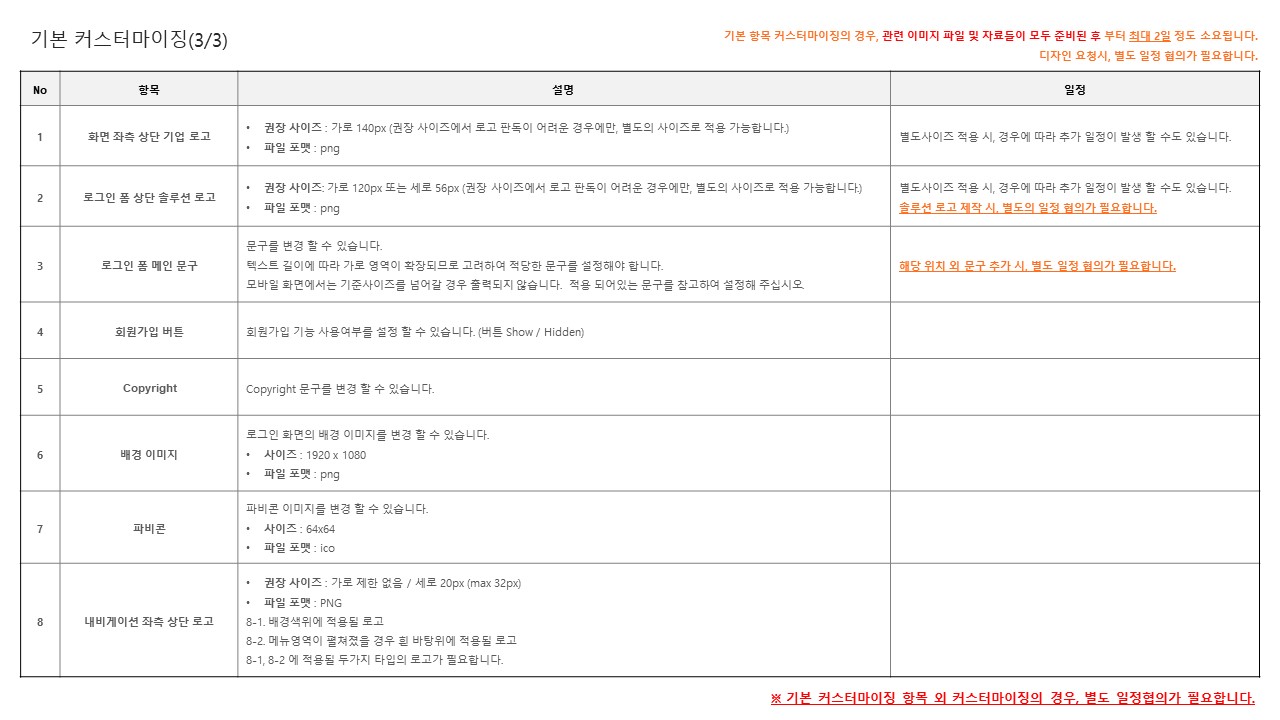 기본 커스터마이징(3/3)
기본 항목 커스터마이징의 경우, 관련 이미지 파일 및 자료들이 모두 준비된 후 부터 최대 2일 정도 소요됩니다.
디자인 요청시, 별도 일정 협의가 필요합니다.
No 항목 설명 일정
1 화면 좌측 상단 기업 로고
• 권장 사이즈 : 가로 140px (권장 사이즈에서 로고 판독이 어려운 경우에만, 별도의 사이즈로 적용 가능합니다.)
• 파일 포맷 : png
별도사이즈 적용 시, 경우에 따라 추가 일정이 발생 할 수도 있습니다.
2 로그인 폼 상단 솔루션 로고
• 권장 사이즈: 가로 120px 또는 세로 56px (권장 사이즈에서 로고 판독이 어려운 경우에만, 별도의 사이즈로 적용 가능합니다.)
• 파일 포맷 : png
별도사이즈 적용 시, 경우에 따라 추가 일정이 발생 할 수도 있습니다.
솔루션 로고 제작 시, 별도의 일정 협의가 필요합니다.
3 로그인 폼 메인 문구
문구를 변경 할 수 있습니다.
텍스트 길이에 따라 가로 영역이 확장되므로 고려하여 적당한 문구를 설정해야 합니다.
모바일 화면에서는 기준사이즈를 넘어갈 경우 출력되지 않습니다. 적용 되어있는 문구를 참고하여 설정해 주십시오.
해당 위치 외 문구 추가 시, 별도 일정 협의가 필요합니다.
4 회원가입 버튼
회원가입 기능 사용여부를 설정 할 수 있습니다. (버튼 Show / Hidden)
5 Copyright
Copyright 문구를 변경 할 수 있습니다.
6 배경 이미지
로그인 화면의 배경 이미지를 변경 할 수 있습니다.
• 사이즈 : 1920 x 1080
• 파일 포맷 : png
7 파비콘
파비콘 이미지를 변경 할 수 있습니다.
• 사이즈 : 64x64
• 파일 포맷 : ico
8 내비게이션 좌측 상단 로고
• 권장 사이즈 : 가로 제한 없음 / 세로 20px (max 32px)
• 파일 포맷 : PNG
8-1. 배경색위에 적용될 로고
8-2. 메뉴영역이 펼쳐졌을 경우 흰 바탕위에 적용될 로고
8-1, 8-2 에 적용될 두가지 타입의 로고가 필요합니다.
※ 기본 커스터마이징 항목 외 커스터마이징의 경우, 별도 일정협의가 필요합니다.